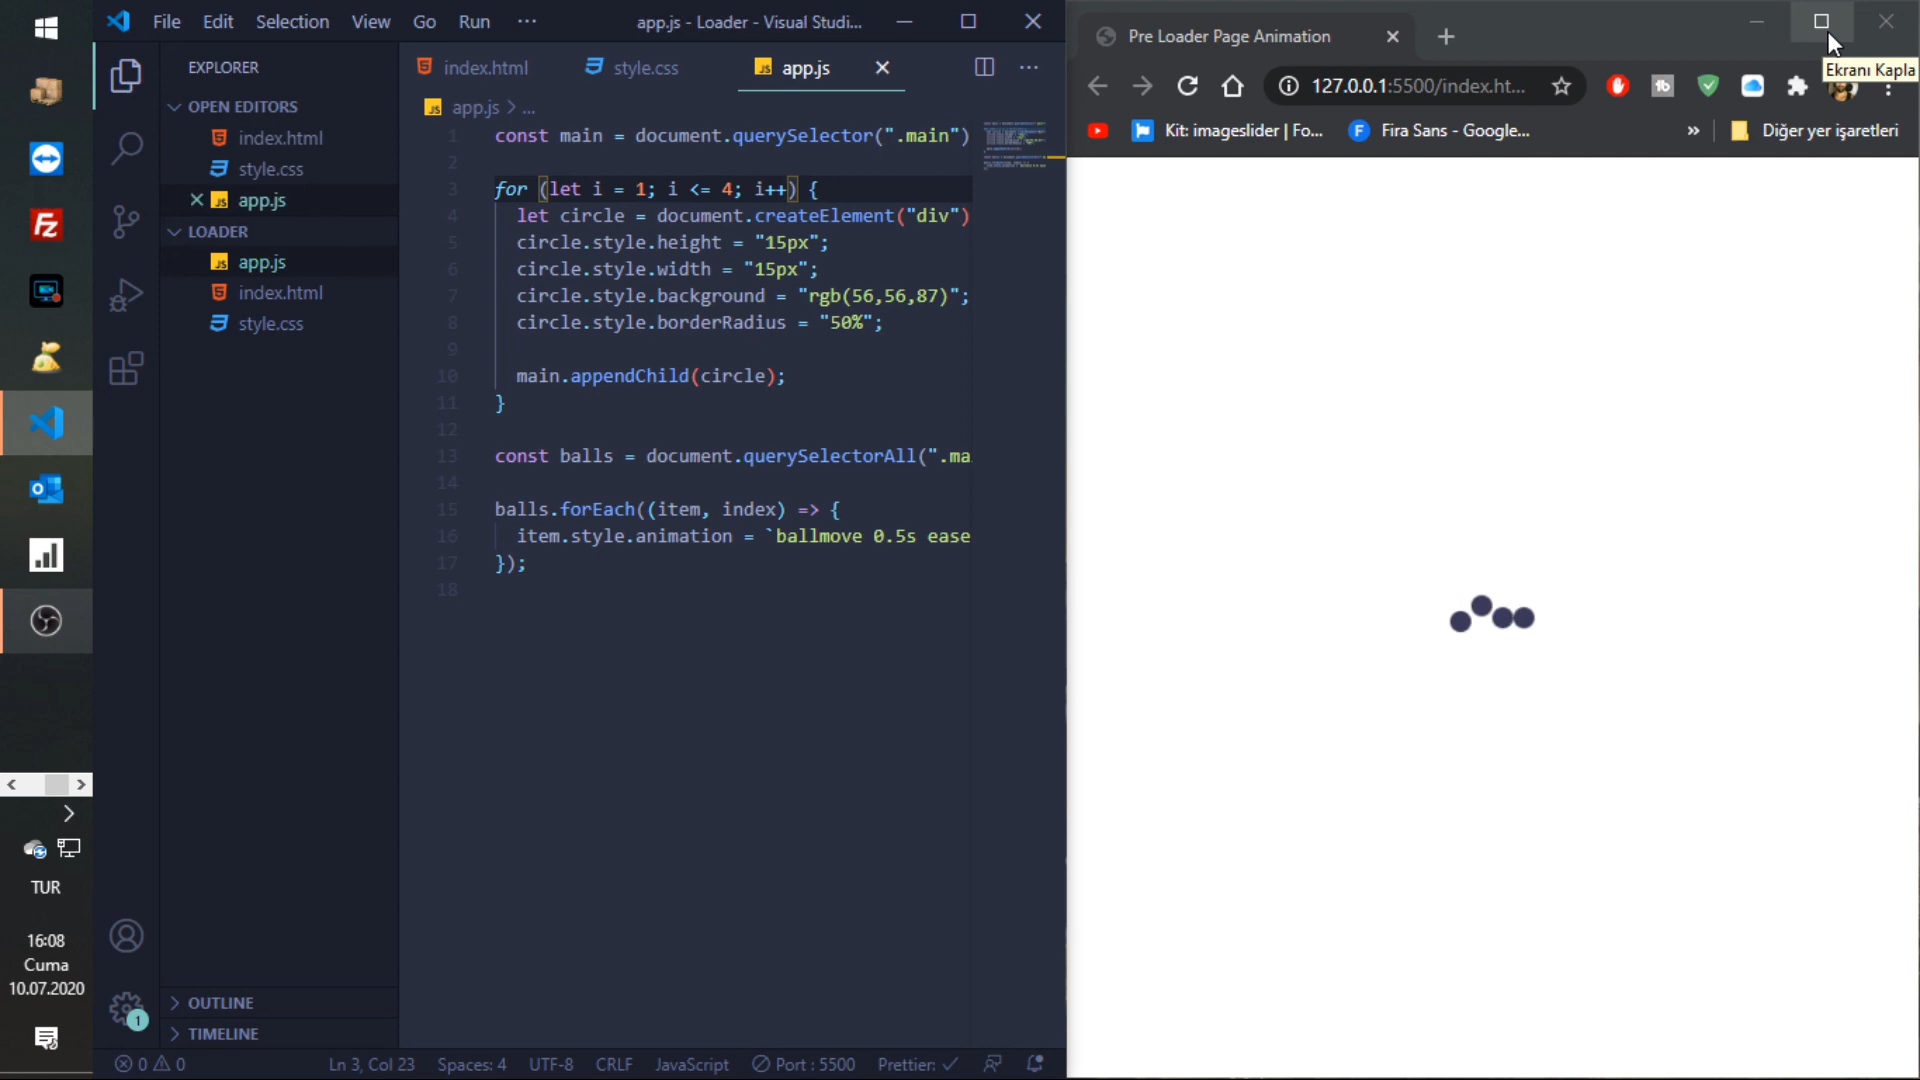 File Edit Selection View Go Run ··· app.js - Loader - Visual Studi...
EXPLORER
OPEN EDITORS
index.html
style.css
app.js
LOADER
app.js
index.html
style.css
OUTLINE
TIMELINE
index.html style.css app.js
app.js > ...
1 const main = document.querySelector(".main")
2
3 for (let i = 1; i <= 4; i++) {
4 let circle = document.createElement("div")
5 circle.style.height = "15px";
6 circle.style.width = "15px";
7 circle.style.background = "rgb(56,56,87)";
8 circle.style.borderRadius = "50%";
9
10 main.appendChild(circle);
11 }
12
13 const balls = document.querySelectorAll(".ma
14
15 balls.forEach((item, index) => {
16 item.style.animation = `ballmove 0.5s ease
17 });
18
0 0 Ln 3, Col 23 Spaces: 4 UTF-8 CRLF JavaScript Port : 5500 Prettier: ✓
1
TUR
16:08
Cuma
10.07.2020
Pre Loader Page Animation
Ekranı Kapla
127.0.0.1:5500/index.ht...
Kit: imageslider | Fo... Fira Sans - Google... » Diğer yer işaretleri